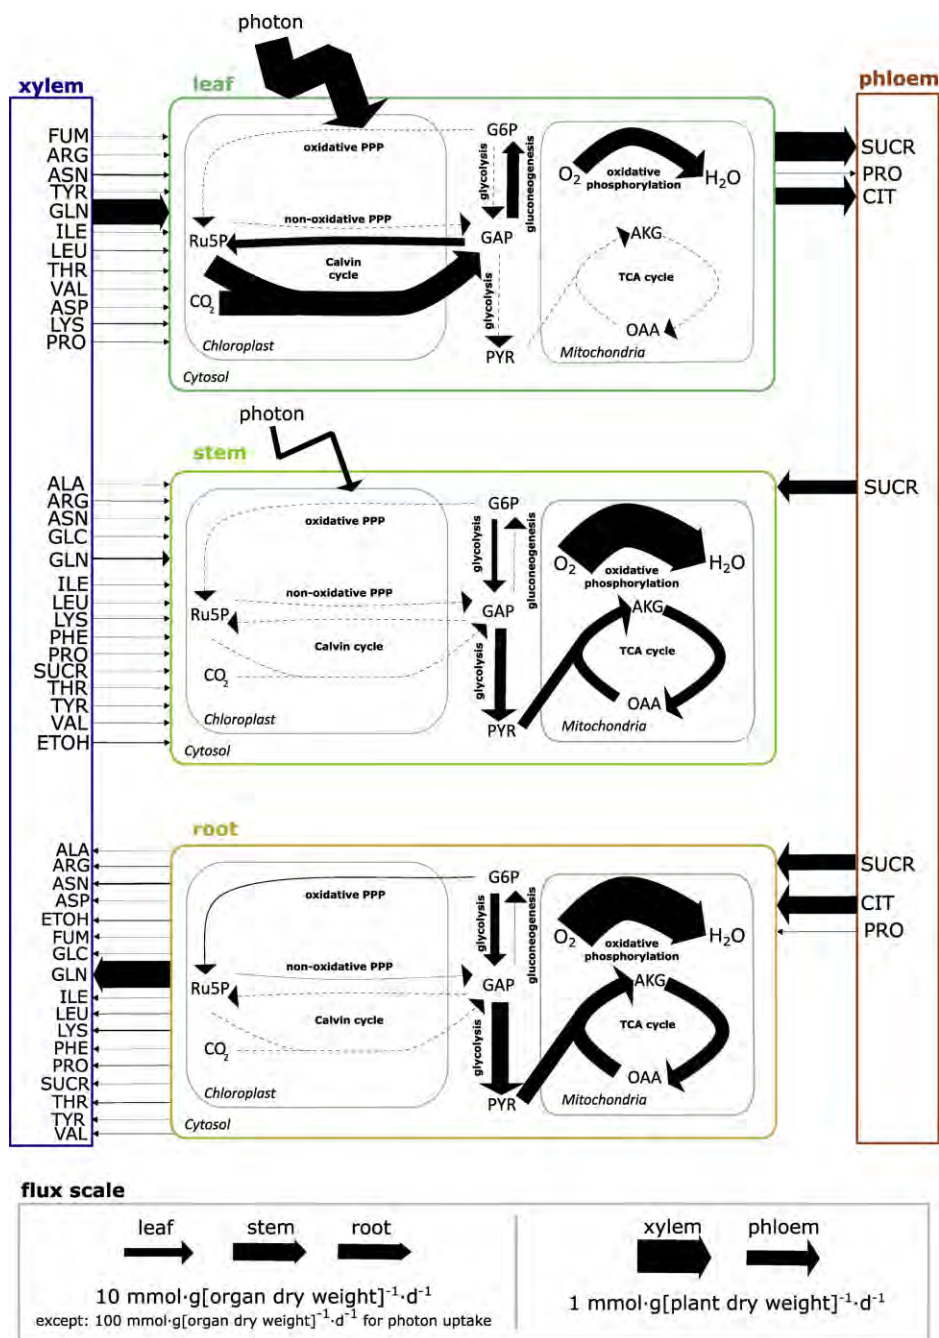 photon
xylem
leaf
phloem
FUM
ARG
ASN
TYR
GLN
ILE
LEU
THR
VAL
ASP
LYS
PRO
oxidative PPP
G6P
glycolysis
gluconeogenesis
non-oxidative PPP
Ru5P
GAP
Calvin
cycle
CO2
glycolysis
PYR
Chloroplast
Cytosol
O2
oxidative
phosphorylation
H2O
AKG
TCA cycle
OAA
Mitochondria
SUCR
PRO
CIT
photon
stem
ALA
ARG
ASN
GLC
GLN
ILE
LEU
LYS
PHE
PRO
SUCR
THR
TYR
VAL
ETOH
oxidative PPP
G6P
glycolysis
gluconeogenesis
non-oxidative PPP
Ru5P
GAP
Calvin cycle
CO2
glycolysis
PYR
Chloroplast
Cytosol
O2
oxidative
phosphorylation
H2O
AKG
TCA cycle
OAA
Mitochondria
SUCR
root
ALA
ARG
ASN
ASP
ETOH
FUM
GLC
GLN
ILE
LEU
LYS
PHE
PRO
SUCR
THR
TYR
VAL
oxidative PPP
G6P
glycolysis
gluconeogenesis
non-oxidative PPP
Ru5P
GAP
Calvin cycle
CO2
glycolysis
PYR
Chloroplast
Cytosol
O2
oxidative
phosphorylation
H2O
AKG
TCA cycle
OAA
Mitochondria
SUCR
CIT
PRO
flux scale
leaf stem root
10 mmol·g[organ dry weight]⁻¹·d⁻¹
except: 100 mmol·g[organ dry weight]⁻¹·d⁻¹ for photon uptake
xylem phloem
1 mmol·g[plant dry weight]⁻¹·d⁻¹